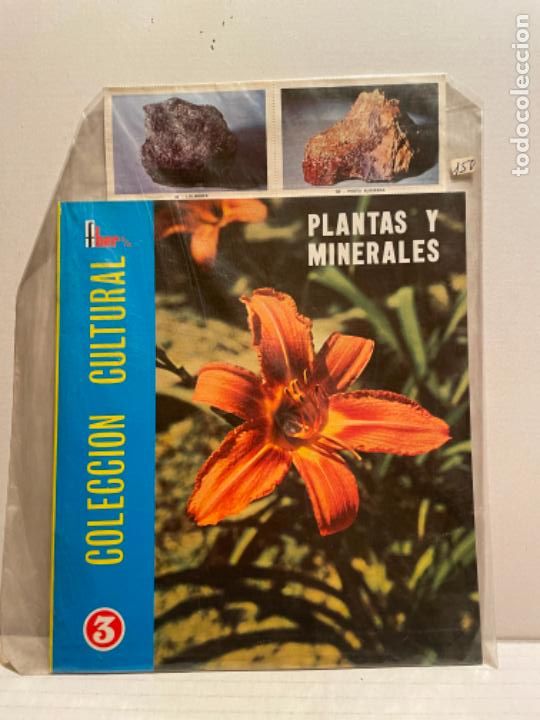 150
PLANTAS Y
MINERALES
COLECCION CULTURAL
3
todocoleccion